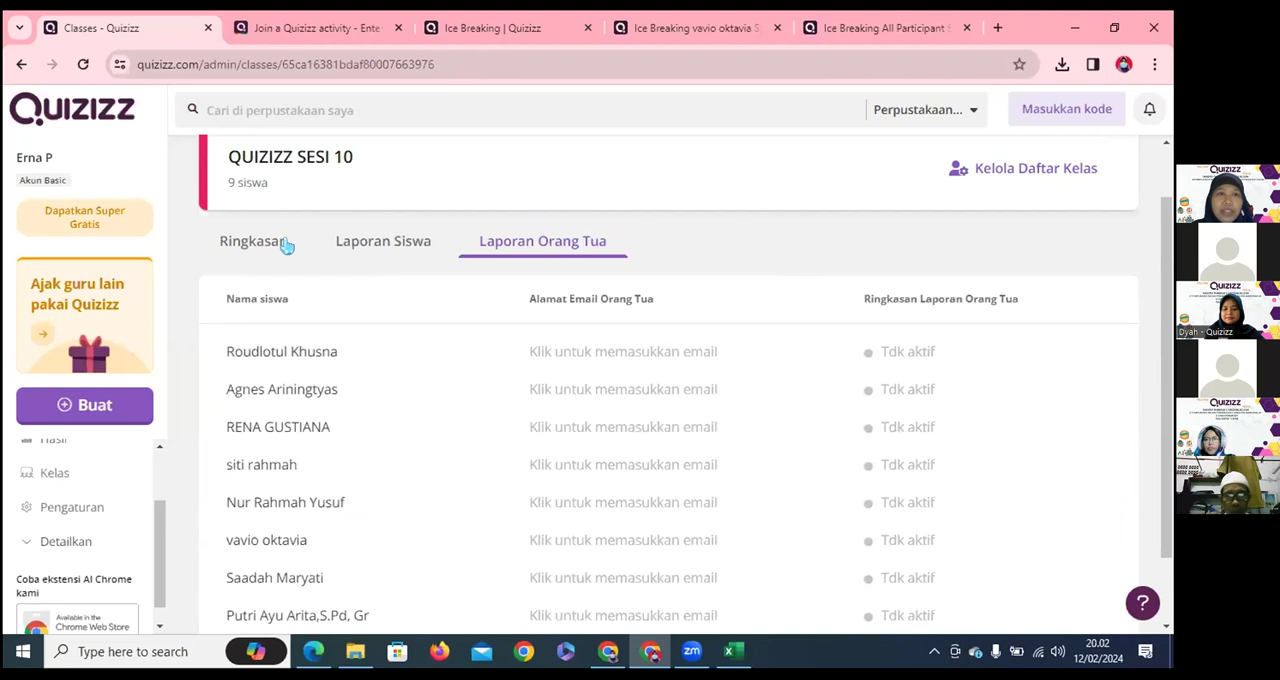 Classes - Quizizz
Join a Quizizz activity - Ente
Ice Breaking | Quizizz
Ice Breaking vavio oktavia S
Ice Breaking All Participant S
quizizz.com/admin/classes/65ca16381bdaf80007663976
QUIZIZZ
Cari di perpustakaan saya
Perpustakaan...
Masukkan kode
Erna P
Akun Basic
Dapatkan Super
Gratis
Ajak guru lain
pakai Quizizz
Buat
Hasil
Kelas
Pengaturan
Detailkan
Coba ekstensi AI Chrome
kami
Available in the
Chrome Web Store
QUIZIZZ SESI 10
9 siswa
Kelola Daftar Kelas
Ringkasan
Laporan Siswa
Laporan Orang Tua
Nama siswa
Alamat Email Orang Tua
Ringkasan Laporan Orang Tua
Roudlotul Khusna
Klik untuk memasukkan email
Tdk aktif
Agnes Ariningtyas
Klik untuk memasukkan email
Tdk aktif
RENA GUSTIANA
Klik untuk memasukkan email
Tdk aktif
siti rahmah
Klik untuk memasukkan email
Tdk aktif
Nur Rahmah Yusuf
Klik untuk memasukkan email
Tdk aktif
vavio oktavia
Klik untuk memasukkan email
Tdk aktif
Saadah Maryati
Klik untuk memasukkan email
Tdk aktif
Putri Ayu Arita,S.Pd, Gr
Klik untuk memasukkan email
Tdk aktif
?
QUIZIZZ
QUIZIZZ
Dyah - Quizizz
QUIZIZZ
Type here to search
zm
20.02
12/02/2024